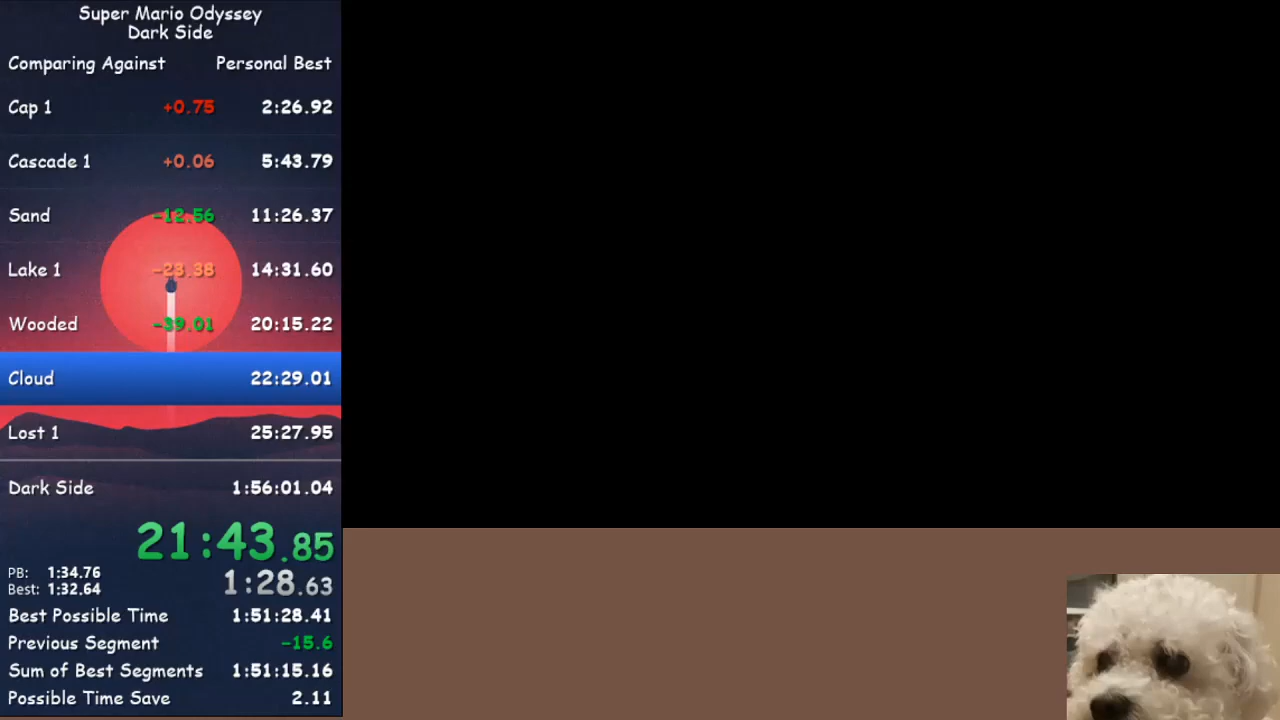 Super Mario Odyssey
Dark Side
Comparing Against Personal Best
Cap 1 +0.75 2:26.92
Cascade 1 +0.06 5:43.79
Sand -12.56 11:26.37
Lake 1 -23.38 14:31.60
Wooded -39.01 20:15.22
Cloud 22:29.01
Lost 1 25:27.95
Dark Side 1:56:01.04
21:43.85
PB: 1:34.76
Best: 1:32.64
1:28.63
Best Possible Time 1:51:28.41
Previous Segment -15.6
Sum of Best Segments 1:51:15.16
Possible Time Save 2.11